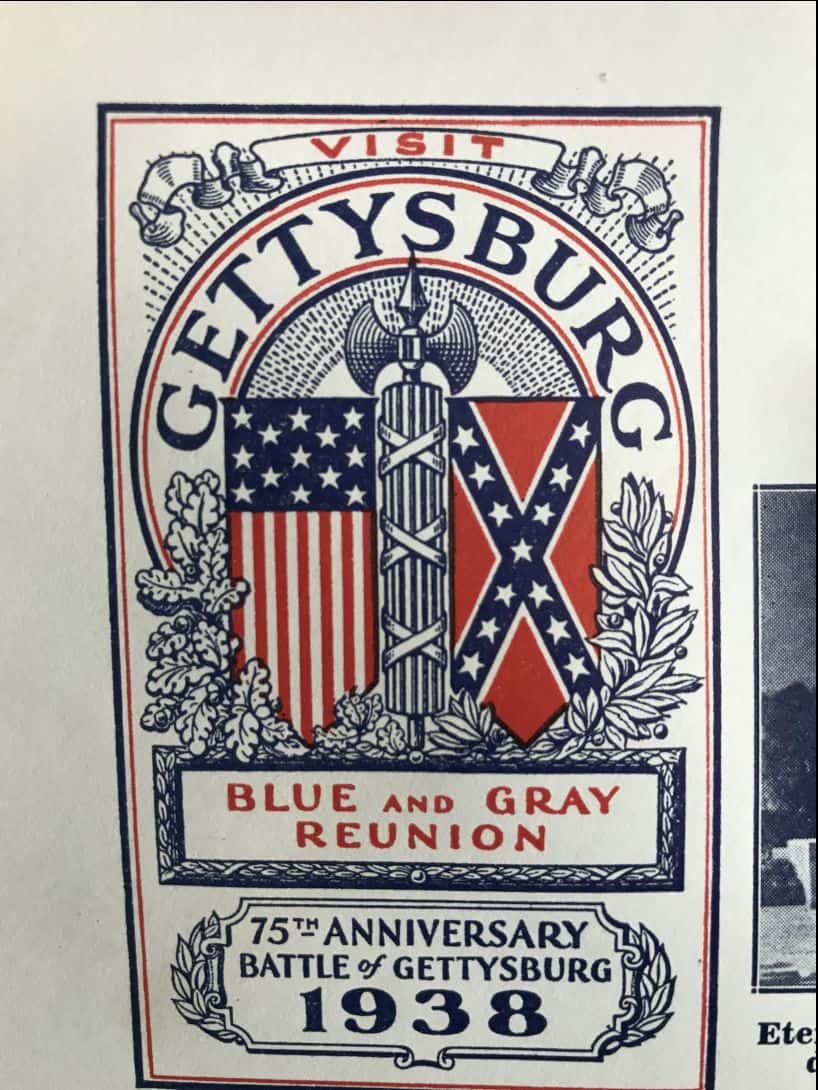 VISIT
GETTYSBURG
BLUE AND GRAY
REUNION
75TH ANNIVERSARY
BATTLE of GETTYSBURG
1938